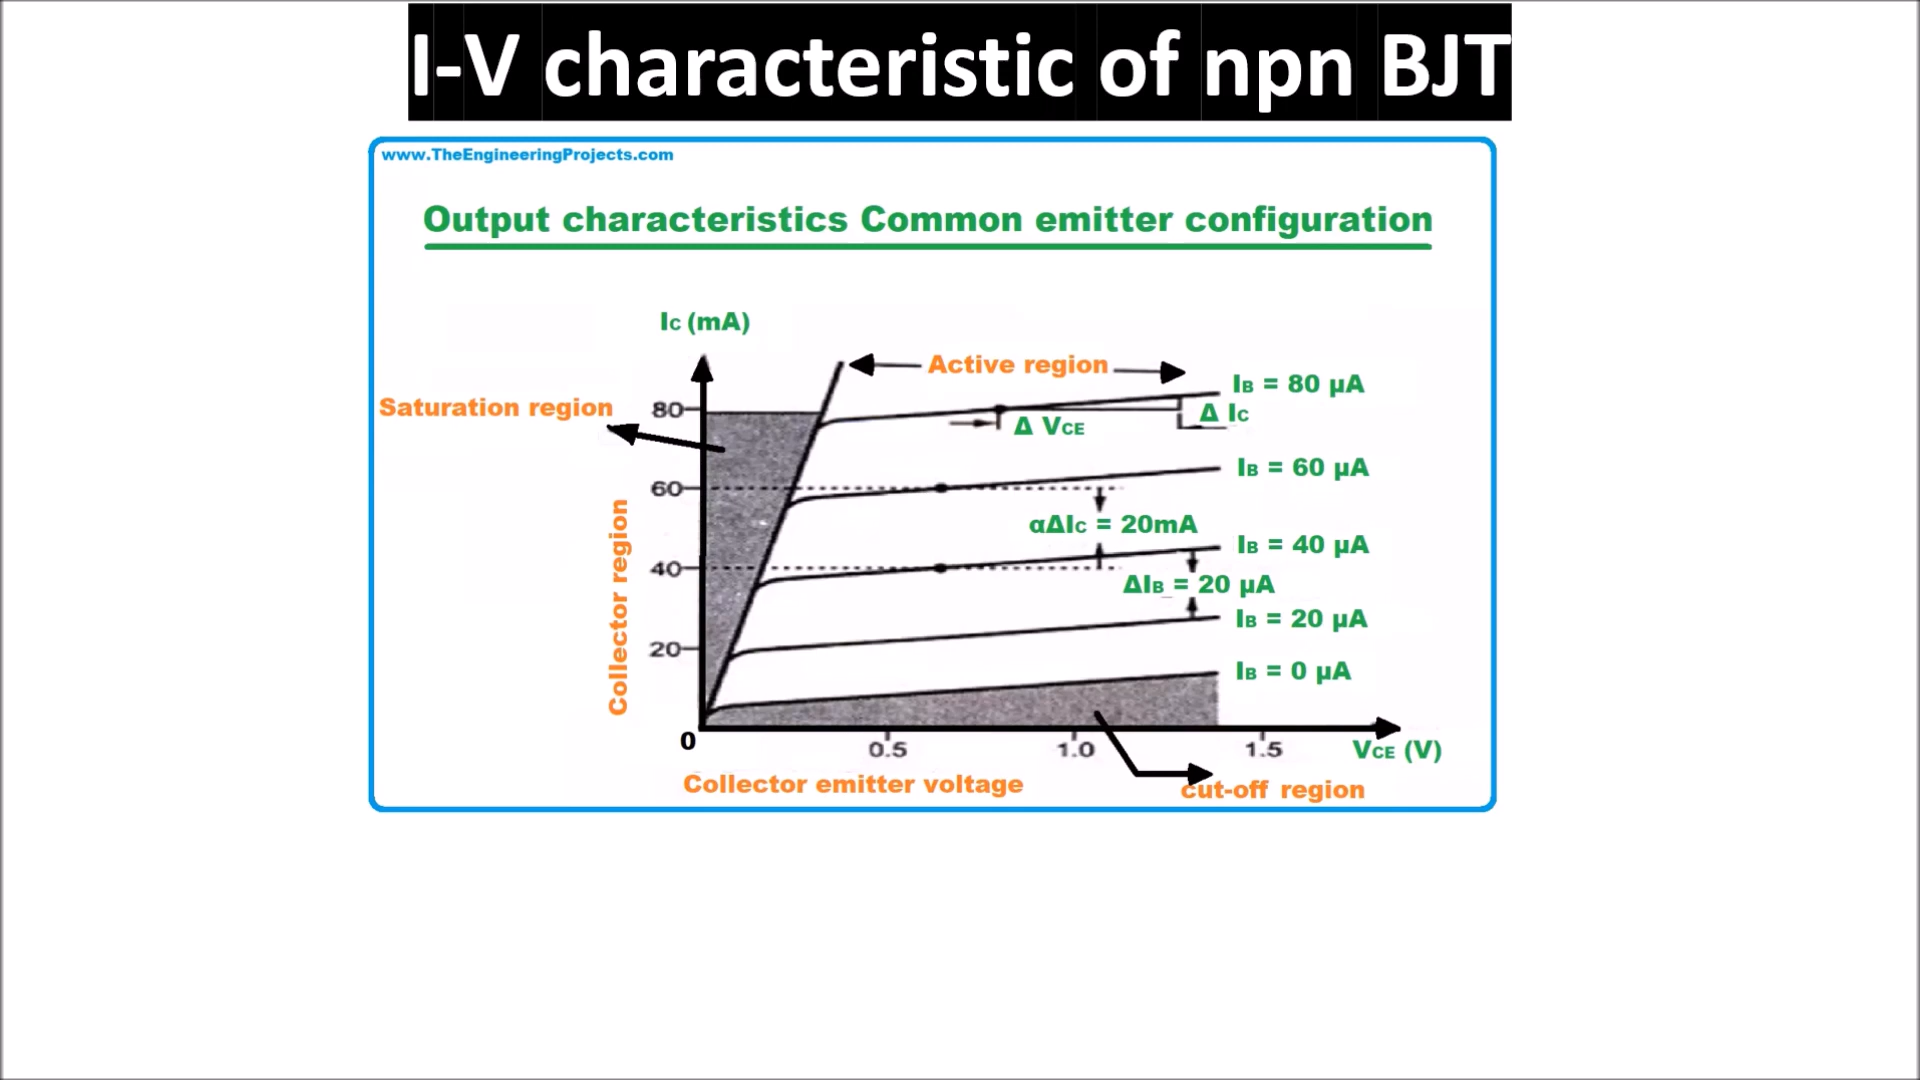 I-V characteristic of npn BJT
www.TheEngineeringProjects.com
Output characteristics Common emitter configuration
IC (mA)
Active region
IB = 80 µA
Saturation region
80
Δ IC
Δ VCE
IB = 60 µA
60
αΔIC = 20mA
IB = 40 µA
40
ΔIB = 20 µA
IB = 20 µA
Collector region
20
IB = 0 µA
0
0.5
1.0
1.5
VCE (V)
Collector emitter voltage
cut-off region